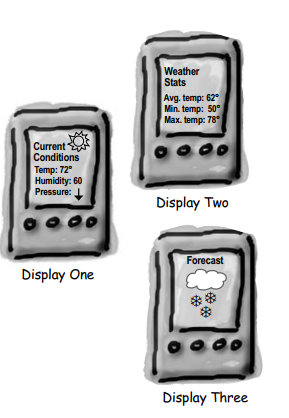 Current
Conditions
Temp: 72°
Humidity: 60
Pressure:
Display One
Weather
Stats
Avg. temp: 62°
Min. temp: 50°
Max. temp: 78°
Display Two
Forecast
Display Three